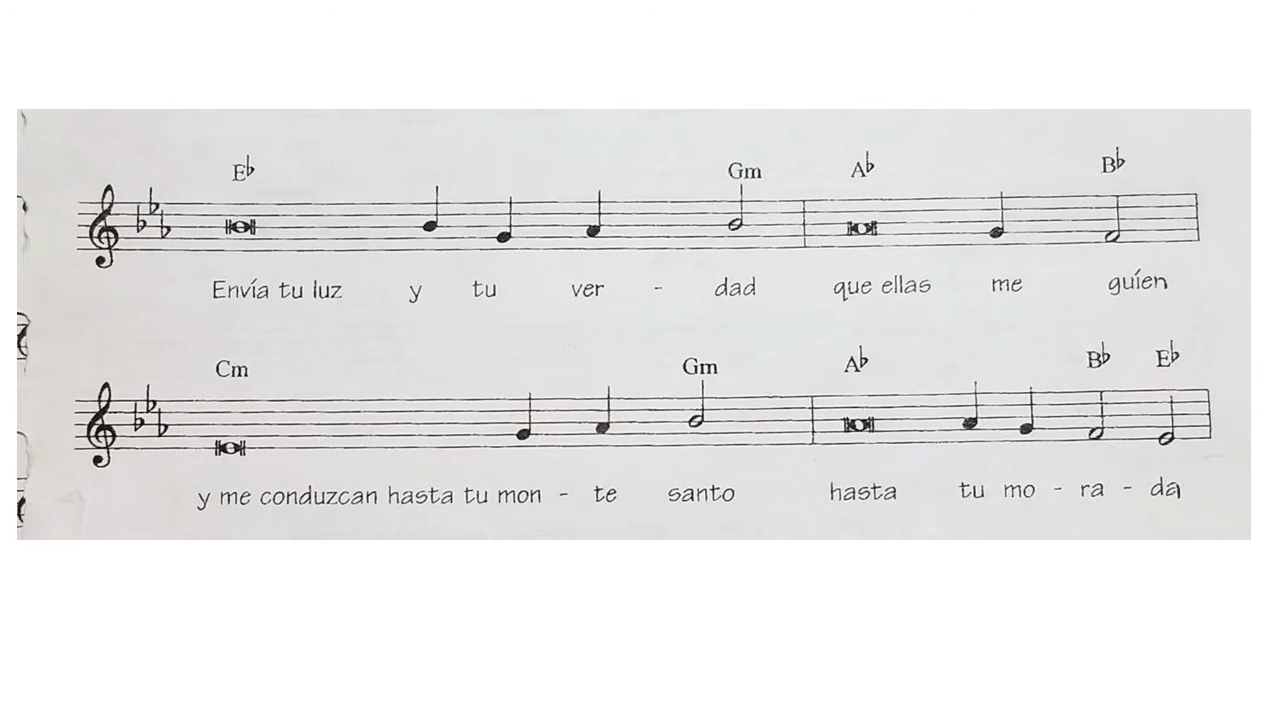 E♭ Gm A♭ B♭
Envía tu luz y tu ver - dad que ellas me guíen
Cm Gm A♭ B♭ E♭
y me conduzcan hasta tu mon - te santo hasta tu mo - ra - da